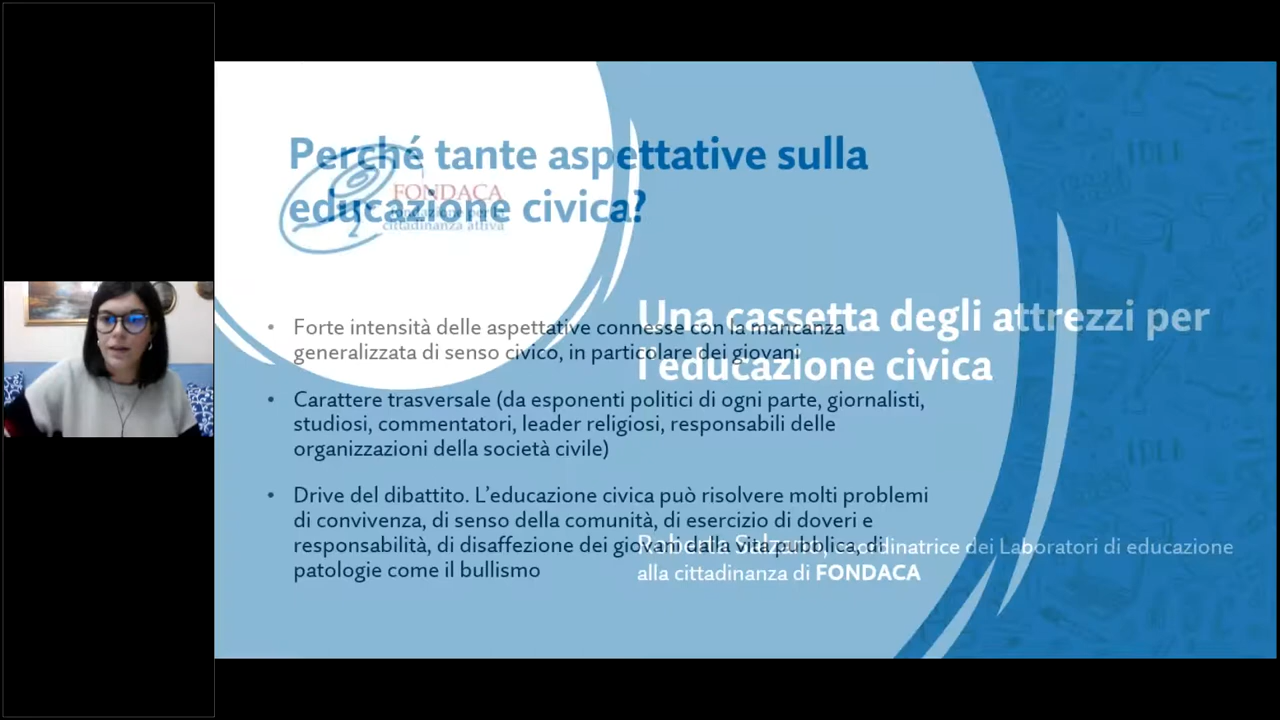 Perché tante aspettative sulla
educazione civica?
FONDACA
fondazione per la
cittadinanza attiva
Una cassetta degli attrezzi per
l'educazione civica
• Forte intensità delle aspettative connesse con la mancanza
generalizzata di senso civico, in particolare dei giovani
• Carattere trasversale (da esponenti politici di ogni parte, giornalisti,
studiosi, commentatori, leader religiosi, responsabili delle
organizzazioni della società civile)
• Drive del dibattito. L'educazione civica può risolvere molti problemi
di convivenza, di senso della comunità, di esercizio di doveri e
responsabilità, di disaffezione dei giovani dalla vita pubblica, di
patologie come il bullismo
coordinatrice dei Laboratori di educazione
alla cittadinanza di FONDACA